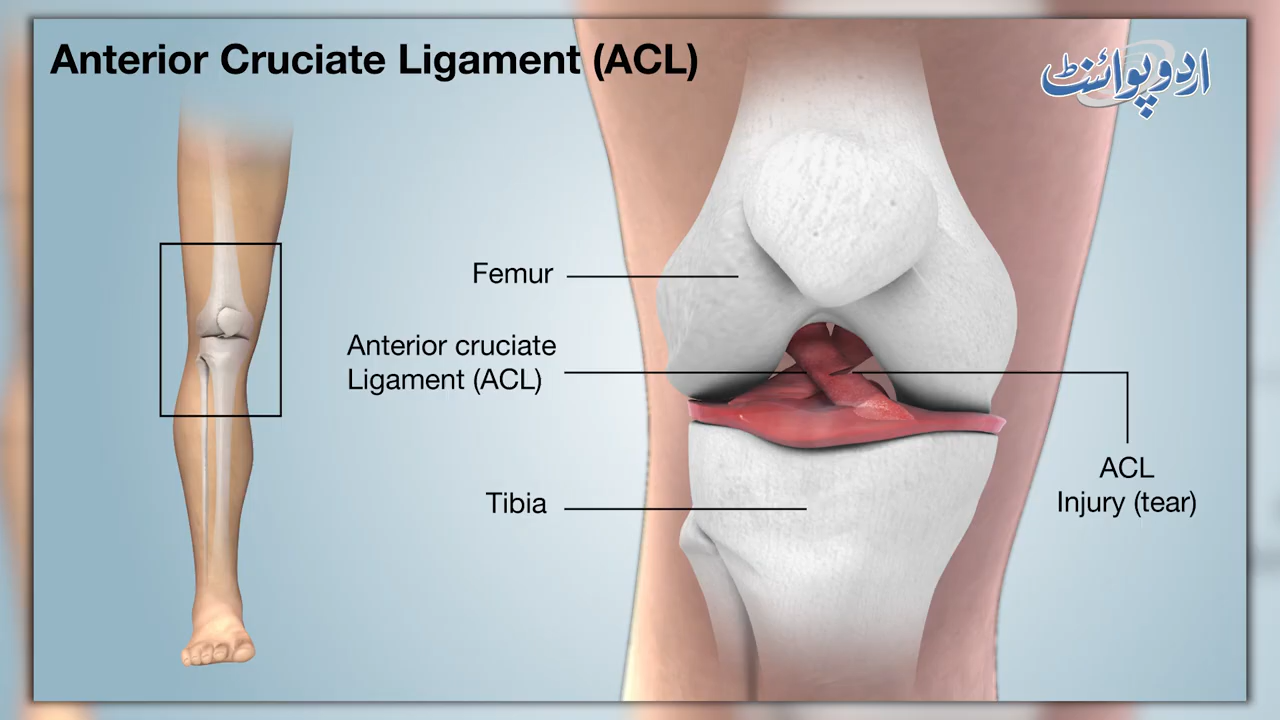 Anterior Cruciate Ligament (ACL)
اردو پوائنٹ
Femur
Anterior cruciate
Ligament (ACL)
Tibia
ACL
Injury (tear)